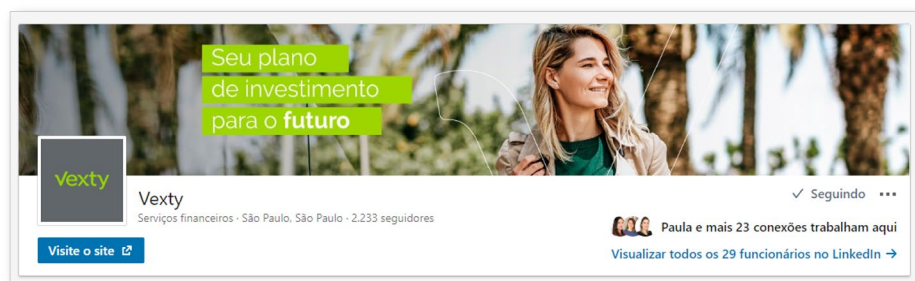 Seu plano
de investimento
para o futuro
vexty
Vexty
Serviços financeiros · São Paulo, São Paulo · 2.233 seguidores
Seguindo
Paula e mais 23 conexões trabalham aqui
Visite o site
Visualizar todos os 29 funcionários no LinkedIn →